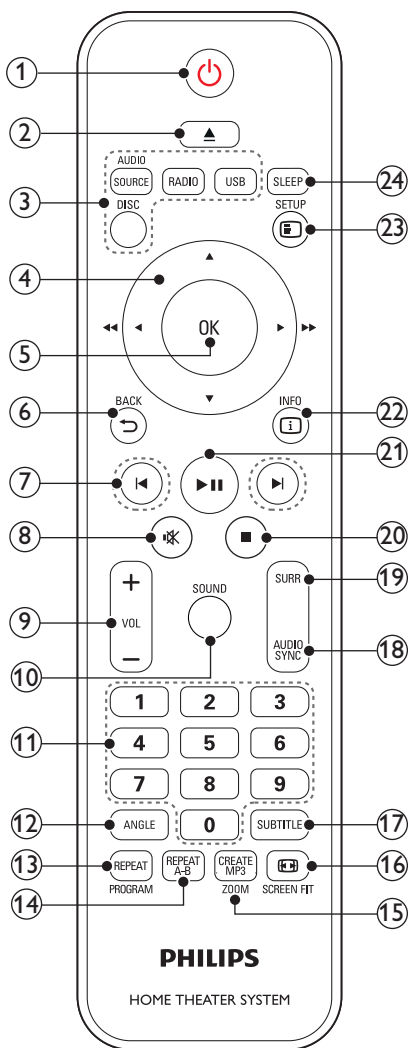 1
2
AUDIO
SOURCE RADIO USB SLEEP 24
3 DISC SETUP 23
4
5 OK
6 BACK INFO 22
21
7
8 20
SURR 19
9 + VOL −
SOUND
10
AUDIO SYNC 18
1 2 3
11 4 5 6
7 8 9
12 ANGLE 0 SUBTITLE 17
13 REPEAT REPEAT A-B CREATE MP3 16
PROGRAM ZOOM SCREEN FIT
14 15
PHILIPS
HOME THEATER SYSTEM